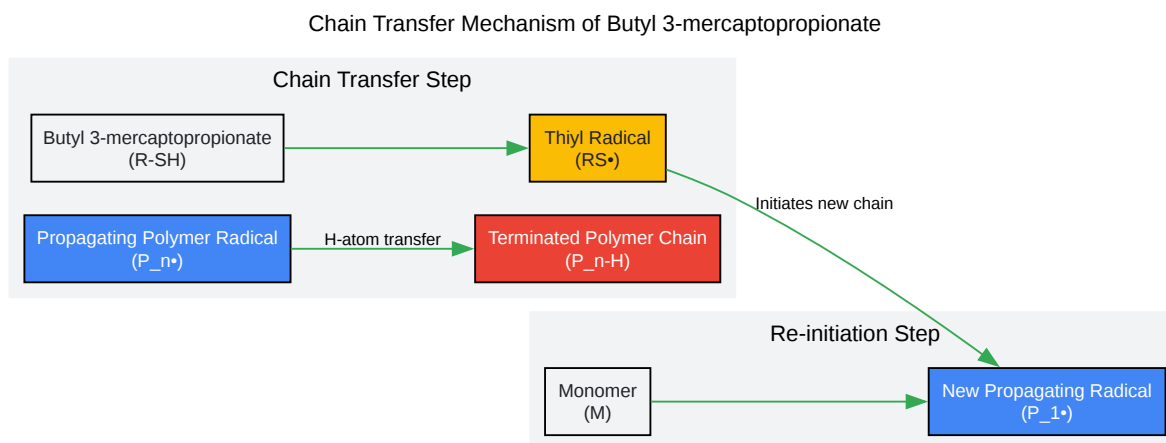 Chain Transfer Mechanism of Butyl 3-mercaptopropionate
Chain Transfer Step
Butyl 3-mercaptopropionate
(R-SH)
Thiyl Radical
(RS•)
Initiates new chain
Propagating Polymer Radical
(P_n•)
H-atom transfer
Terminated Polymer Chain
(P_n-H)
Re-initiation Step
Monomer
(M)
New Propagating Radical
(P_1•)